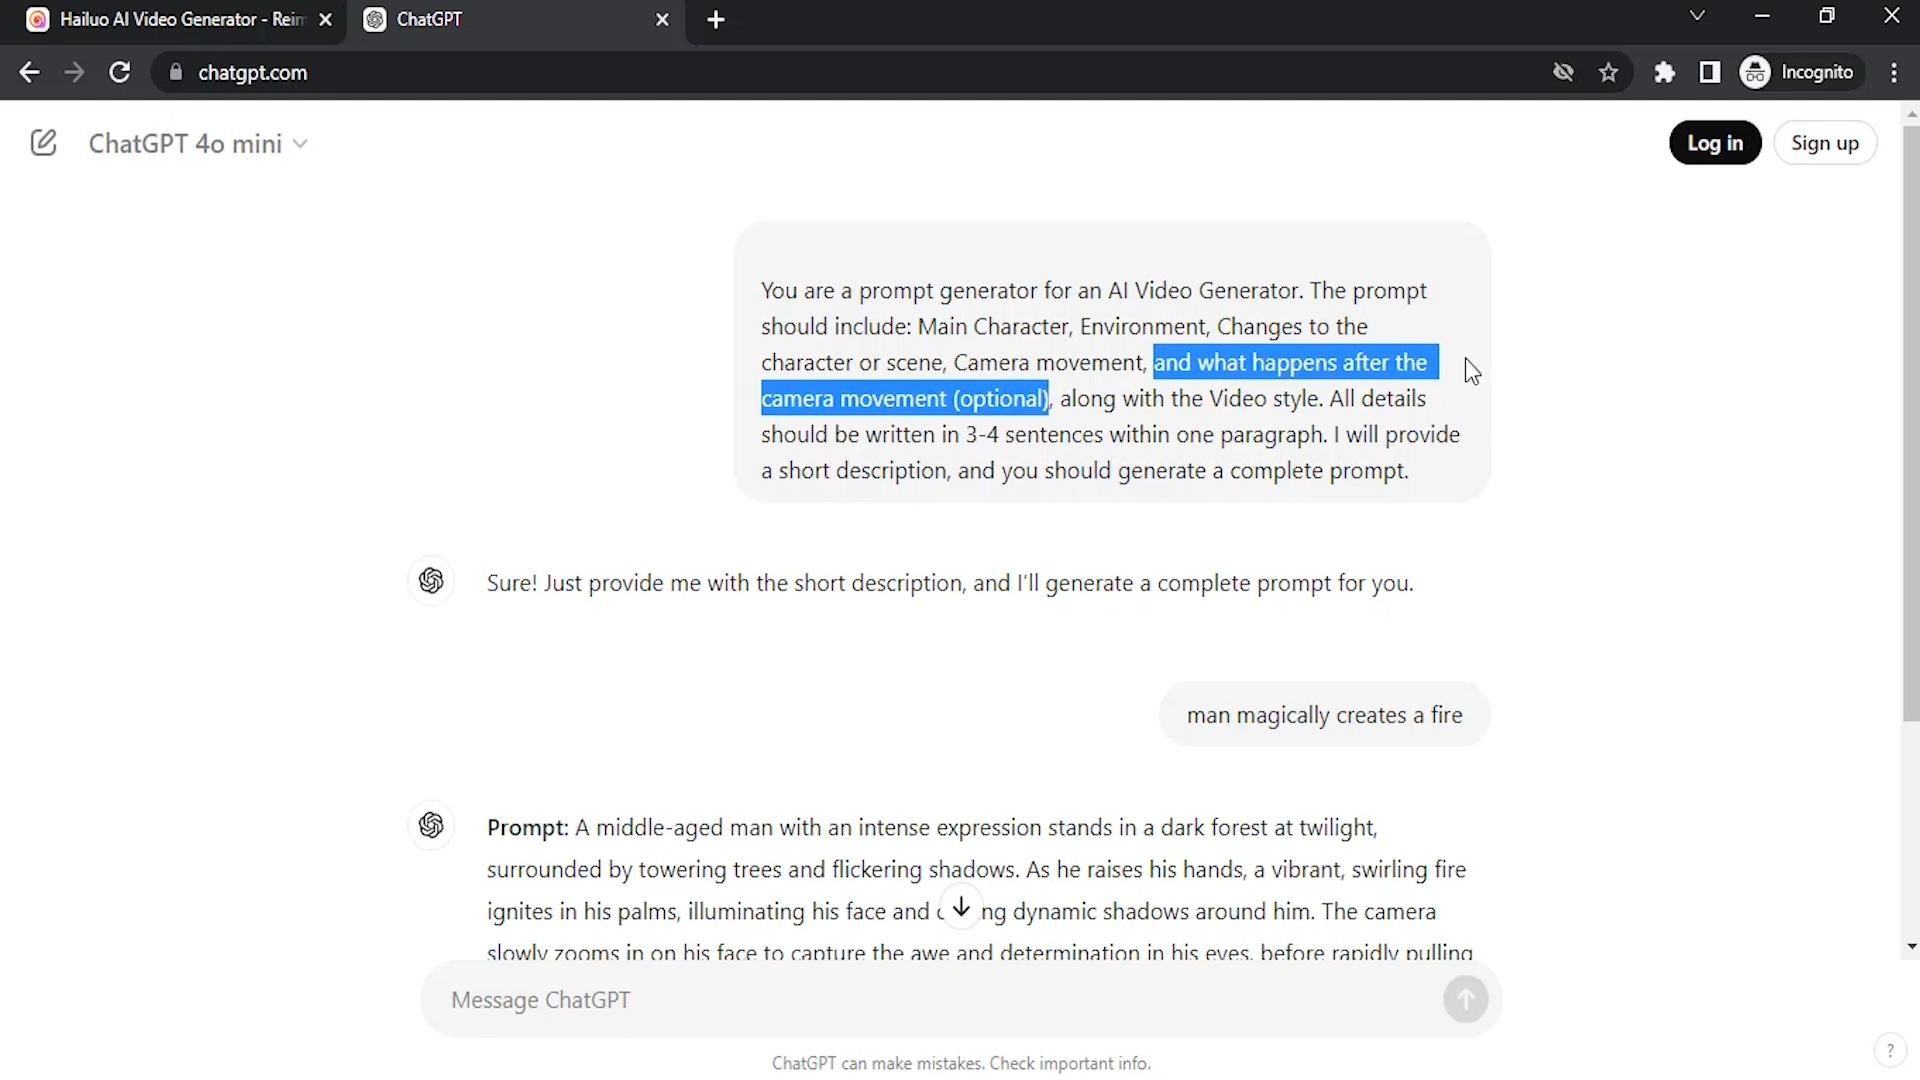 Hailuo AI Video Generator - Reim
ChatGPT
chatgpt.com
Incognito
ChatGPT 4o mini
Log in
Sign up
You are a prompt generator for an AI Video Generator. The prompt
should include: Main Character, Environment, Changes to the
character or scene, Camera movement, and what happens after the
camera movement (optional), along with the Video style. All details
should be written in 3-4 sentences within one paragraph. I will provide
a short description, and you should generate a complete prompt.
Sure! Just provide me with the short description, and I'll generate a complete prompt for you.
man magically creates a fire
Prompt: A middle-aged man with an intense expression stands in a dark forest at twilight,
surrounded by towering trees and flickering shadows. As he raises his hands, a vibrant, swirling fire
ignites in his palms, illuminating his face and dynamic shadows around him. The camera
slowly zooms in on his face to capture the awe and determination in his eyes, before rapidly pulling
Message ChatGPT
ChatGPT can make mistakes. Check important info.
?